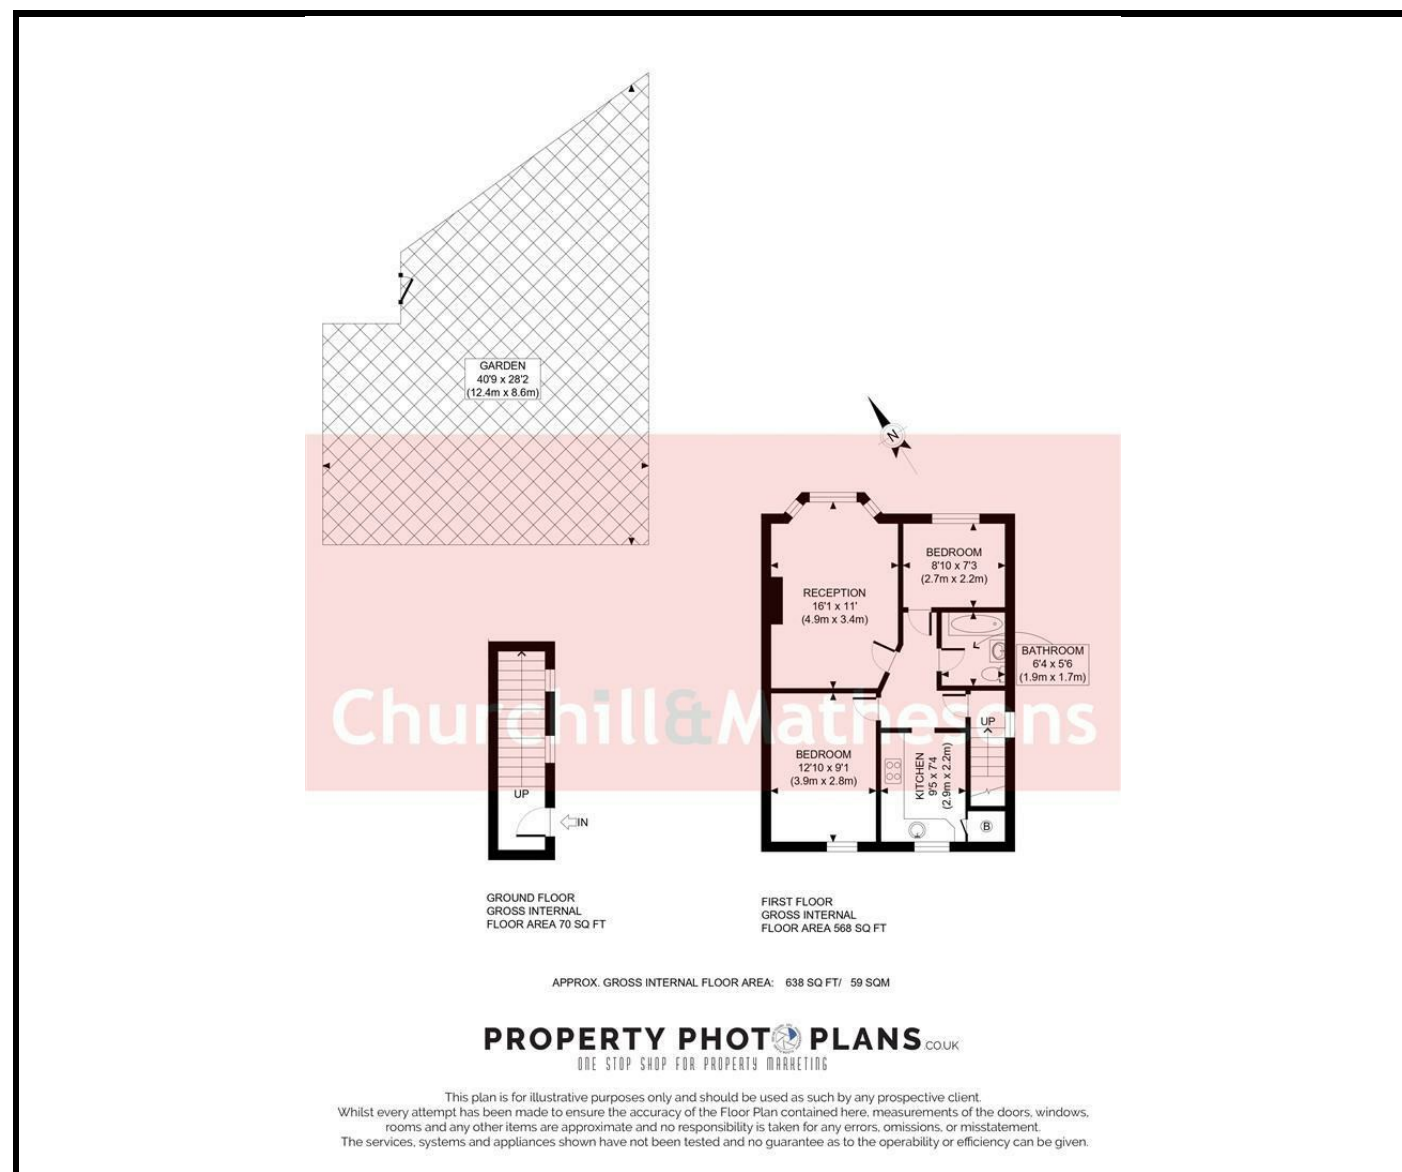 GARDEN
40'9 x 28'2
(12.4m x 8.6m)
N
BEDROOM
8'10 x 7'3
(2.7m x 2.2m)
RECEPTION
16'1 x 11'
(4.9m x 3.4m)
BATHROOM
6'4 x 5'6
(1.9m x 1.7m)
Churchill&Mathesons
UP
BEDROOM
12'10 x 9'1
(3.9m x 2.8m)
KITCHEN
9'5 x 7'4
(2.9m x 2.2m)
UP
IN
B
GROUND FLOOR
GROSS INTERNAL
FLOOR AREA 70 SQ FT
FIRST FLOOR
GROSS INTERNAL
FLOOR AREA 568 SQ FT
APPROX. GROSS INTERNAL FLOOR AREA: 638 SQ FT/ 59 SQM
PROPERTY PHOTO PLANS.CO.UK
ONE STOP SHOP FOR PROPERTY MARKETING
This plan is for illustrative purposes only and should be used as such by any prospective client.
Whilst every attempt has been made to ensure the accuracy of the Floor Plan contained here, measurements of the doors, windows,
rooms and any other items are approximate and no responsibility is taken for any errors, omissions, or misstatement.
The services, systems and appliances shown have not been tested and no guarantee as to the operability or efficiency can be given.